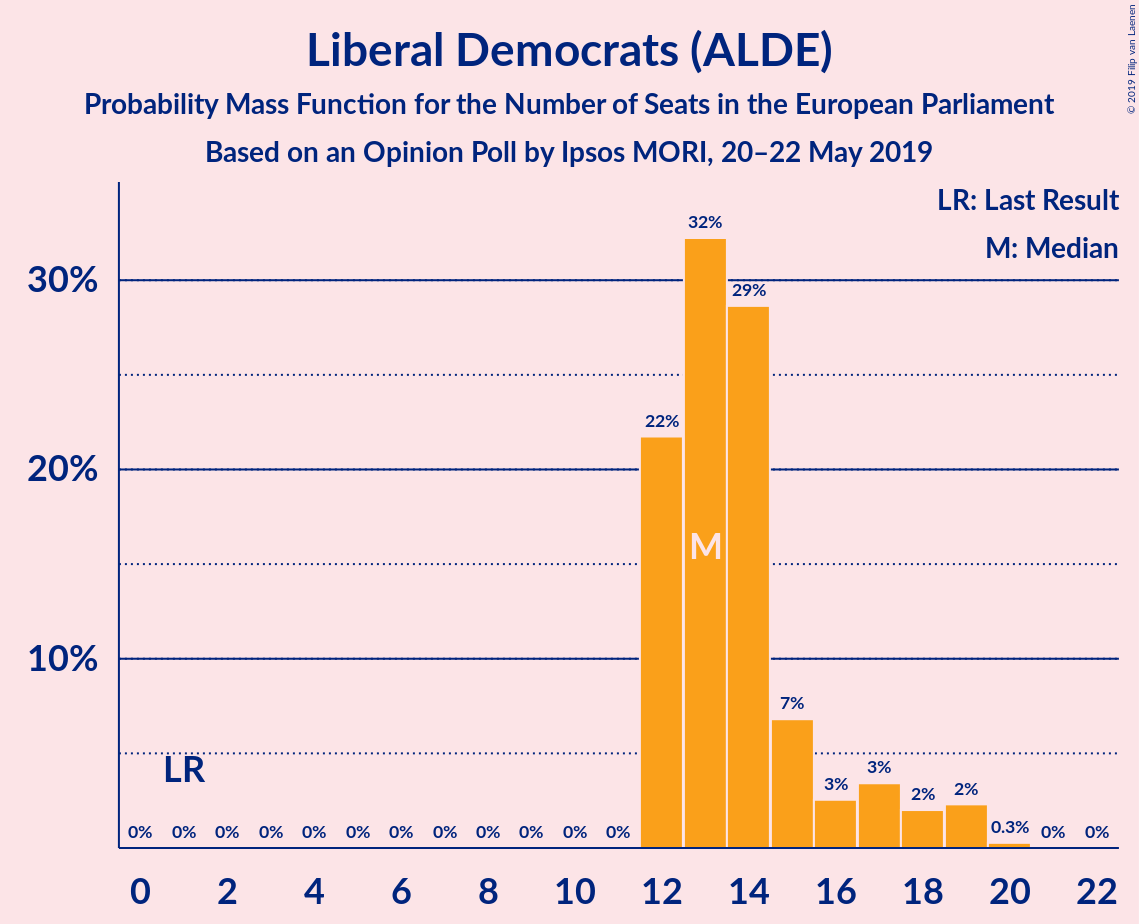 Liberal Democrats (ALDE)
Probability Mass Function for the Number of Seats in the European Parliament
Based on an Opinion Poll by Ipsos MORI, 20–22 May 2019
© 2019 Filip van Laenen
LR: Last Result
M: Median
30%
20%
10%
32%
29%
22%
M
7%
LR
3%
3%
2%
2%
0% 0% 0% 0% 0% 0% 0% 0% 0% 0% 0% 0% 0.3% 0% 0%
0 2 4 6 8 10 12 14 16 18 20 22